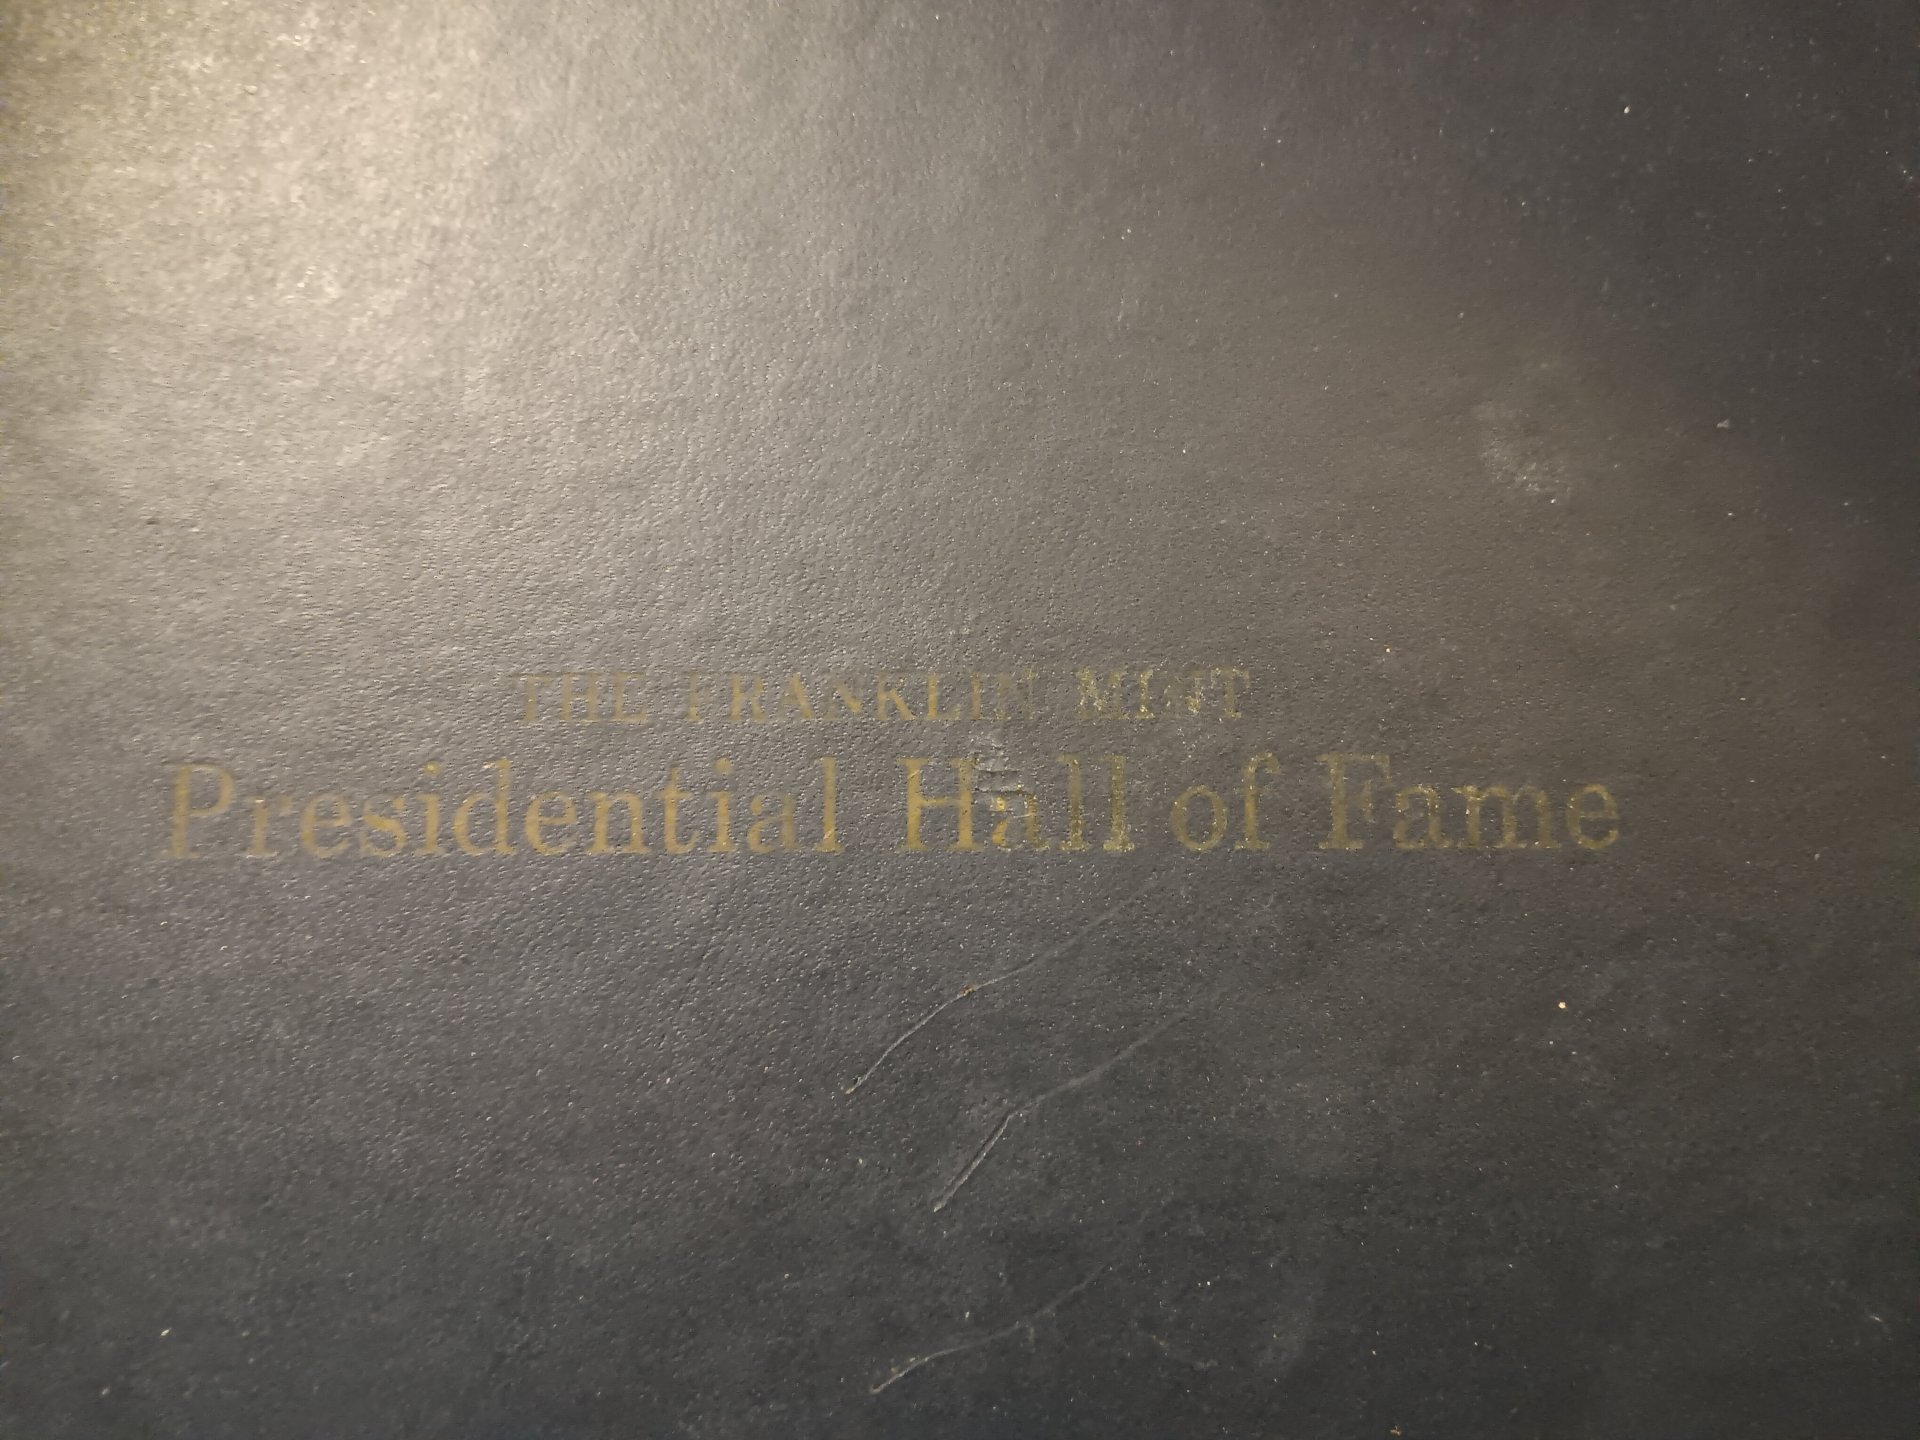 THE FRANKLIN MINT
Presidential Hall of Fame